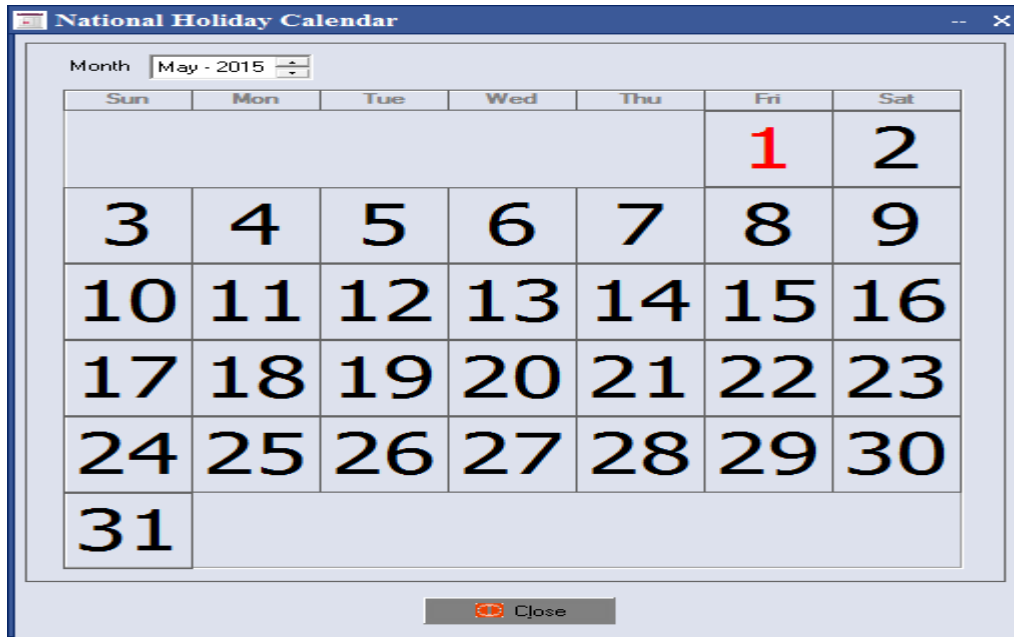 National Holiday Calendar
Month May - 2015
Sun Mon Tue Wed Thu Fri Sat
1 2
3 4 5 6 7 8 9
10 11 12 13 14 15 16
17 18 19 20 21 22 23
24 25 26 27 28 29 30
31
Close